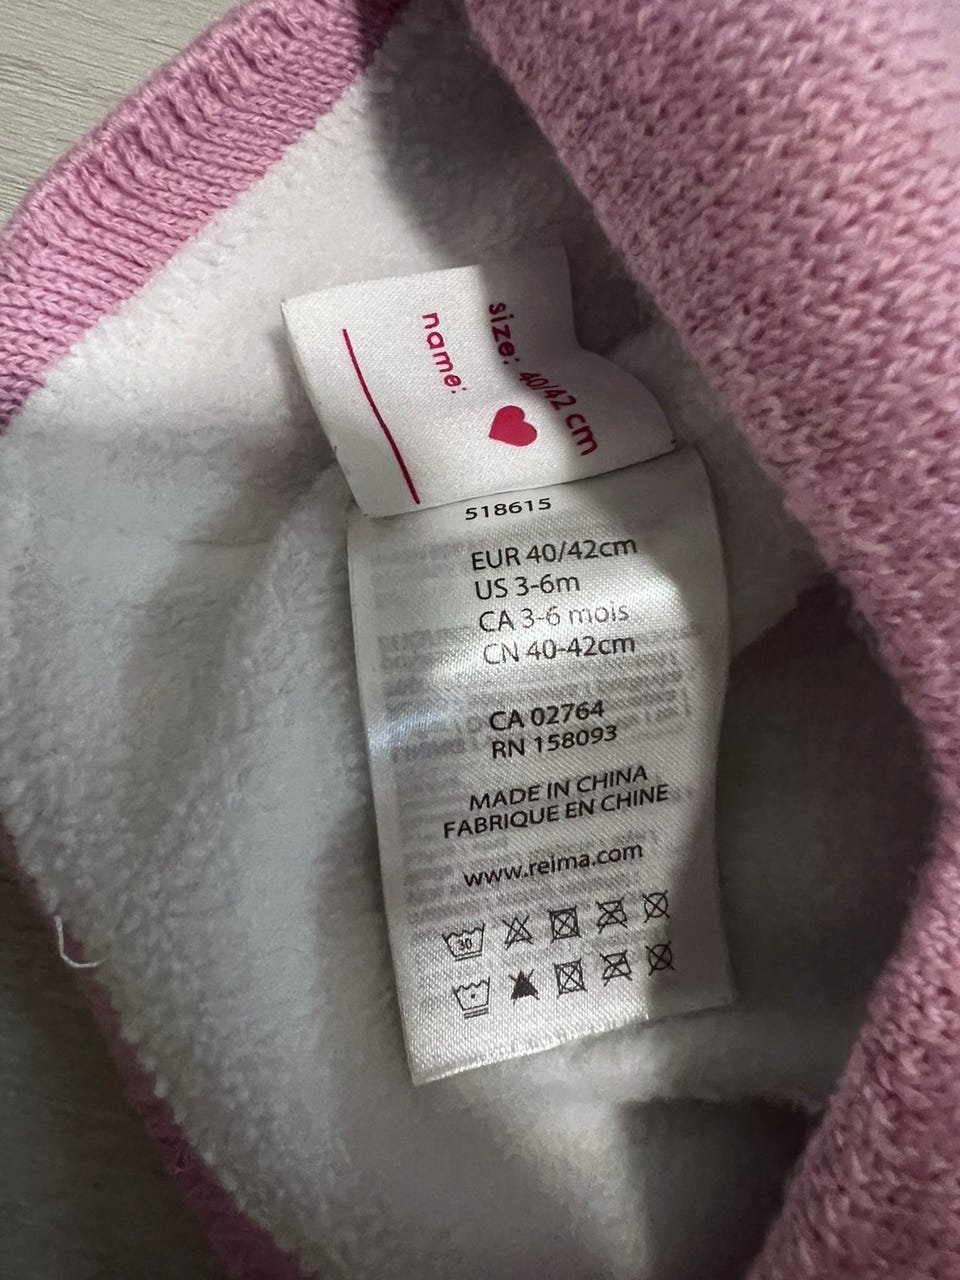 size: 40/42 cm
name:
518615
EUR 40/42cm
US 3-6m
CA 3-6 mois
CN 40-42cm
CA 02764
RN 158093
MADE IN CHINA
FABRIQUE EN CHINE
www.reima.com
30